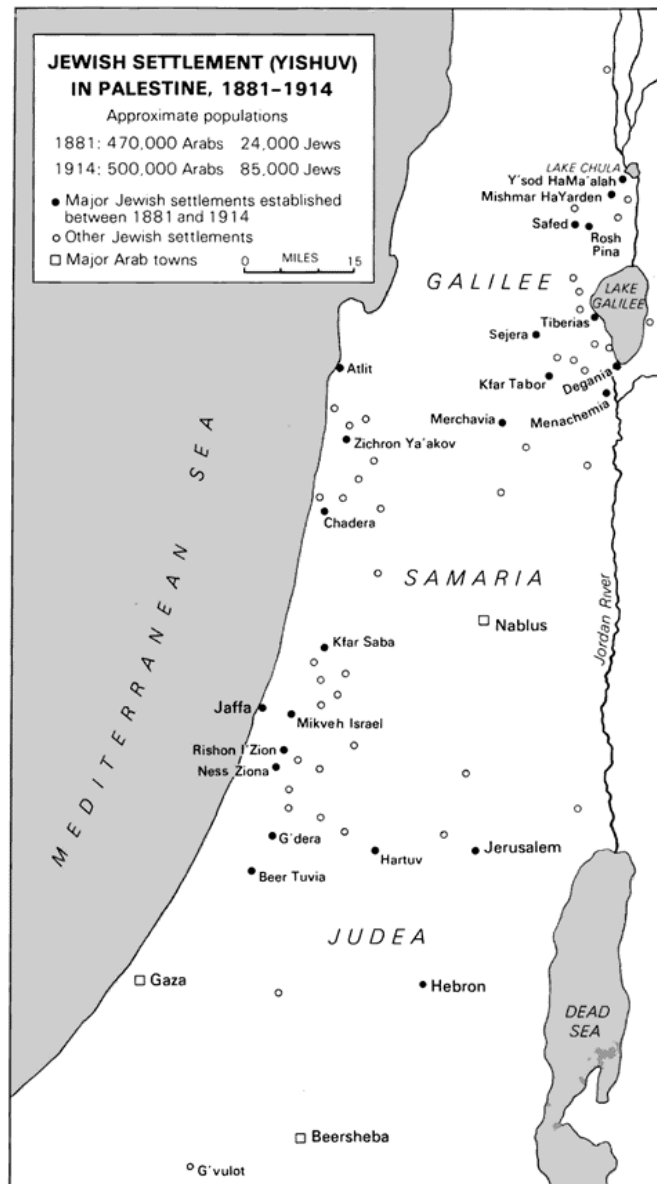 JEWISH SETTLEMENT (YISHUV)
IN PALESTINE, 1881–1914
Approximate populations
1881: 470,000 Arabs 24,000 Jews
1914: 500,000 Arabs 85,000 Jews
Major Jewish settlements established
between 1881 and 1914
Other Jewish settlements
Major Arab towns
0 MILES 15
LAKE CHULA
Y'sod HaMa'alah
Mishmar HaYarden
Safed
Rosh
Pina
GALILEE
LAKE
GALILEE
Tiberias
Sejera
Atlit
Kfar Tabor
Degania
Merchavia
Menachemia
Zichron Ya'akov
MEDITERRANEAN SEA
Chadera
SAMARIA
Nablus
Jordan River
Kfar Saba
Jaffa
Mikveh Israel
Rishon l'Zion
Ness Ziona
G'dera
Hartuv
Jerusalem
Beer Tuvia
JUDEA
Gaza
Hebron
DEAD
SEA
Beersheba
G'vulot